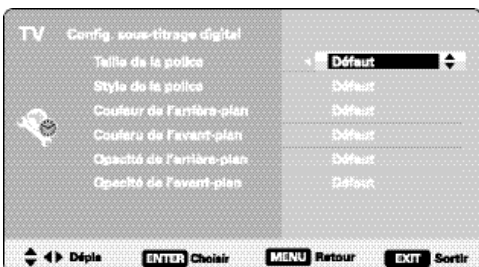 TV Config. sous-titrage digital
Taille de la police Défaut
Style de la police Défaut
Couleur de l'arrière-plan Défaut
Couleru de l'avant-plan Défaut
Opacité de l'arrière-plan Défaut
Opacité de l'avant-plan Défaut
Dépla ENTER Choisir MENU Retour EXIT Sortir